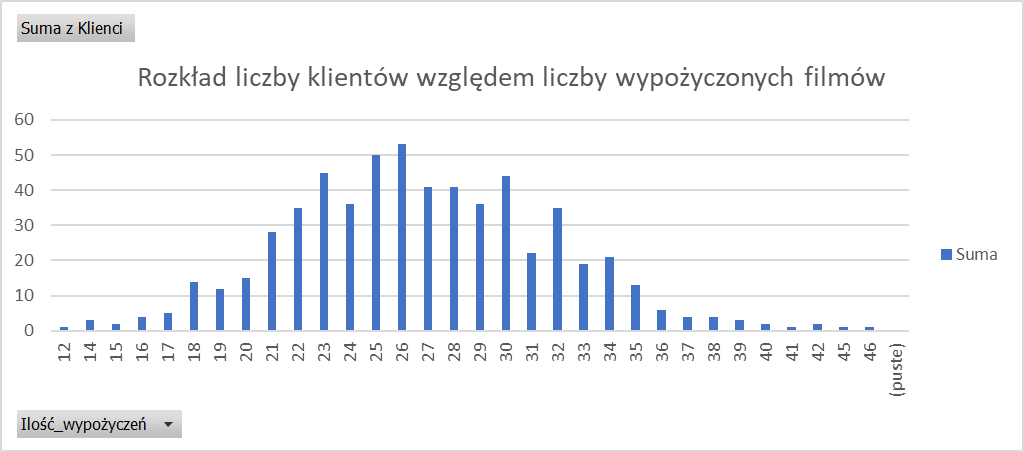 Suma z Klienci
Rozkład liczby klientów względem liczby wypożyczonych filmów
60
50
40
30
20
10
0
12 14 15 16 17 18 19 20 21 22 23 24 25 26 27 28 29 30 31 32 33 34 35 36 37 38 39 40 41 42 45 46 (puste)
Suma
Ilość_wypożyczeń